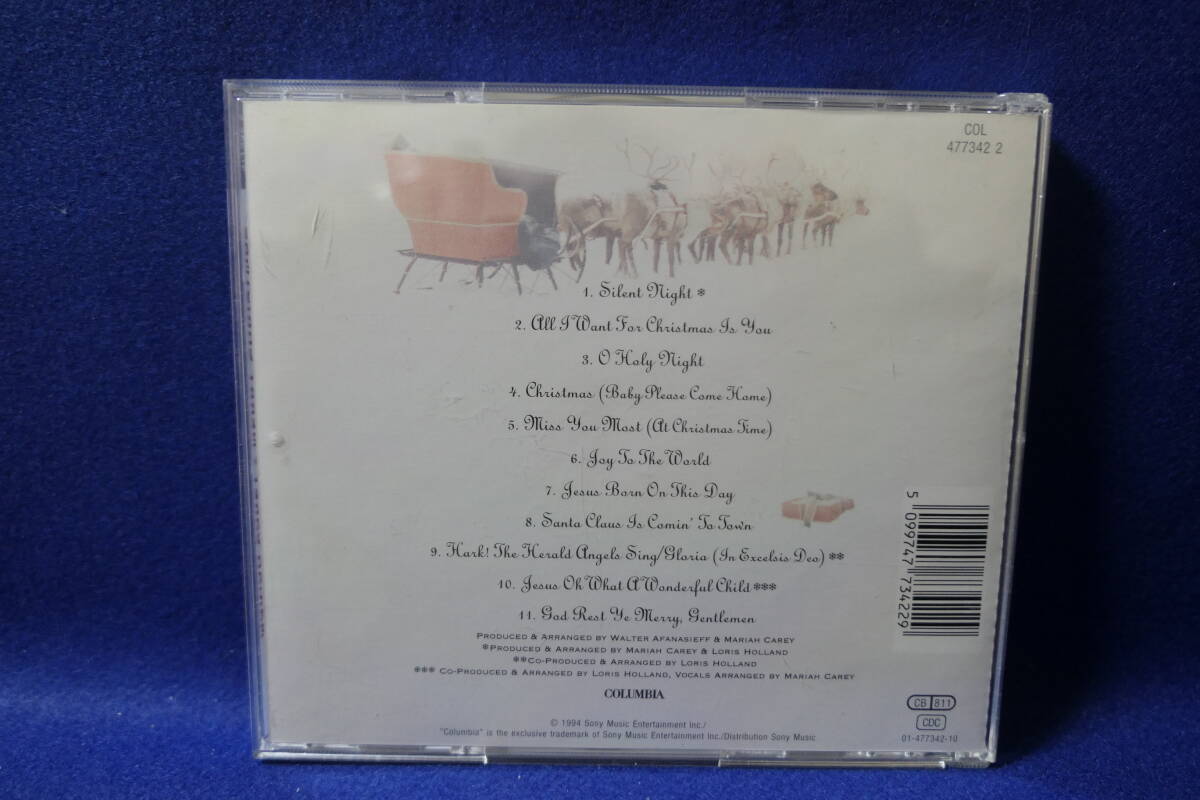 COL
477342 2
1. Silent Night *
2. All I Want For Christmas Is You
3. O Holy Night
4. Christmas (Baby Please Come Home)
5. Miss You Most (At Christmas Time)
6. Joy To The World
7. Jesus Born On This Day
8. Santa Claus Is Comin' To Town
9. Hark! The Herald Angels Sing/Gloria (In Excelsis Deo) **
10. Jesus Oh What A Wonderful Child ***
11. God Rest Ye Merry, Gentlemen
5 099747 734229
PRODUCED & ARRANGED BY WALTER AFANASIEFF & MARIAH CAREY
*PRODUCED & ARRANGED BY MARIAH CAREY & LORIS HOLLAND
**CO-PRODUCED & ARRANGED BY LORIS HOLLAND
*** CO-PRODUCED & ARRANGED BY LORIS HOLLAND, VOCALS ARRANGED BY MARIAH CAREY
COLUMBIA
CB 811
CDC
01-477342-10
© 1994 Sony Music Entertainment Inc./
"Columbia" is the exclusive trademark of Sony Music Entertainment Inc./Distribution Sony Music